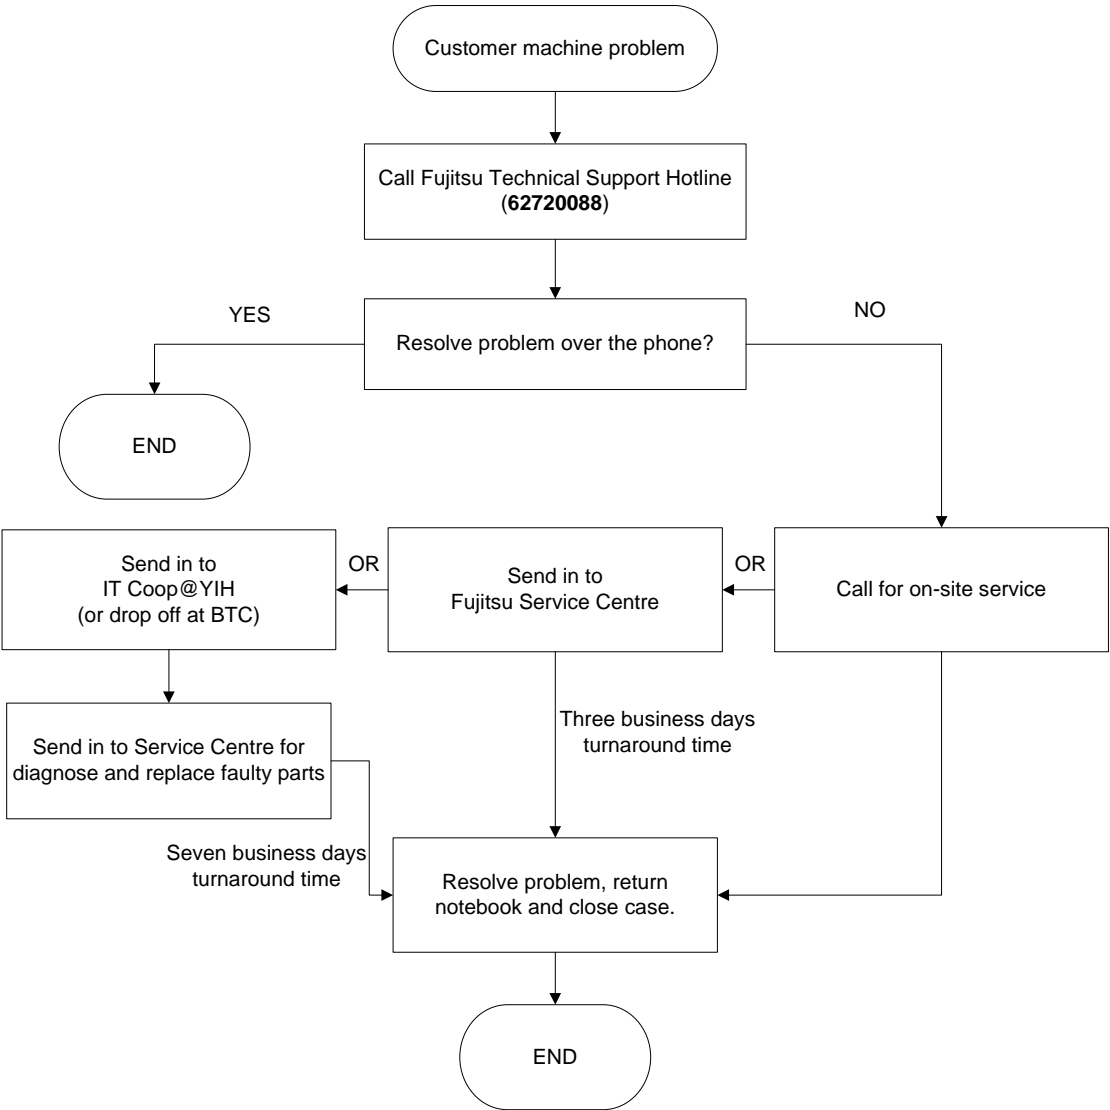 Customer machine problem
Call Fujitsu Technical Support Hotline
(62720088)
YES
NO
Resolve problem over the phone?
END
Send in to
IT Coop@YIH
(or drop off at BTC)
OR
Send in to
Fujitsu Service Centre
OR
Call for on-site service
Three business days
turnaround time
Send in to Service Centre for
diagnose and replace faulty parts
Seven business days
turnaround time
Resolve problem, return
notebook and close case.
END